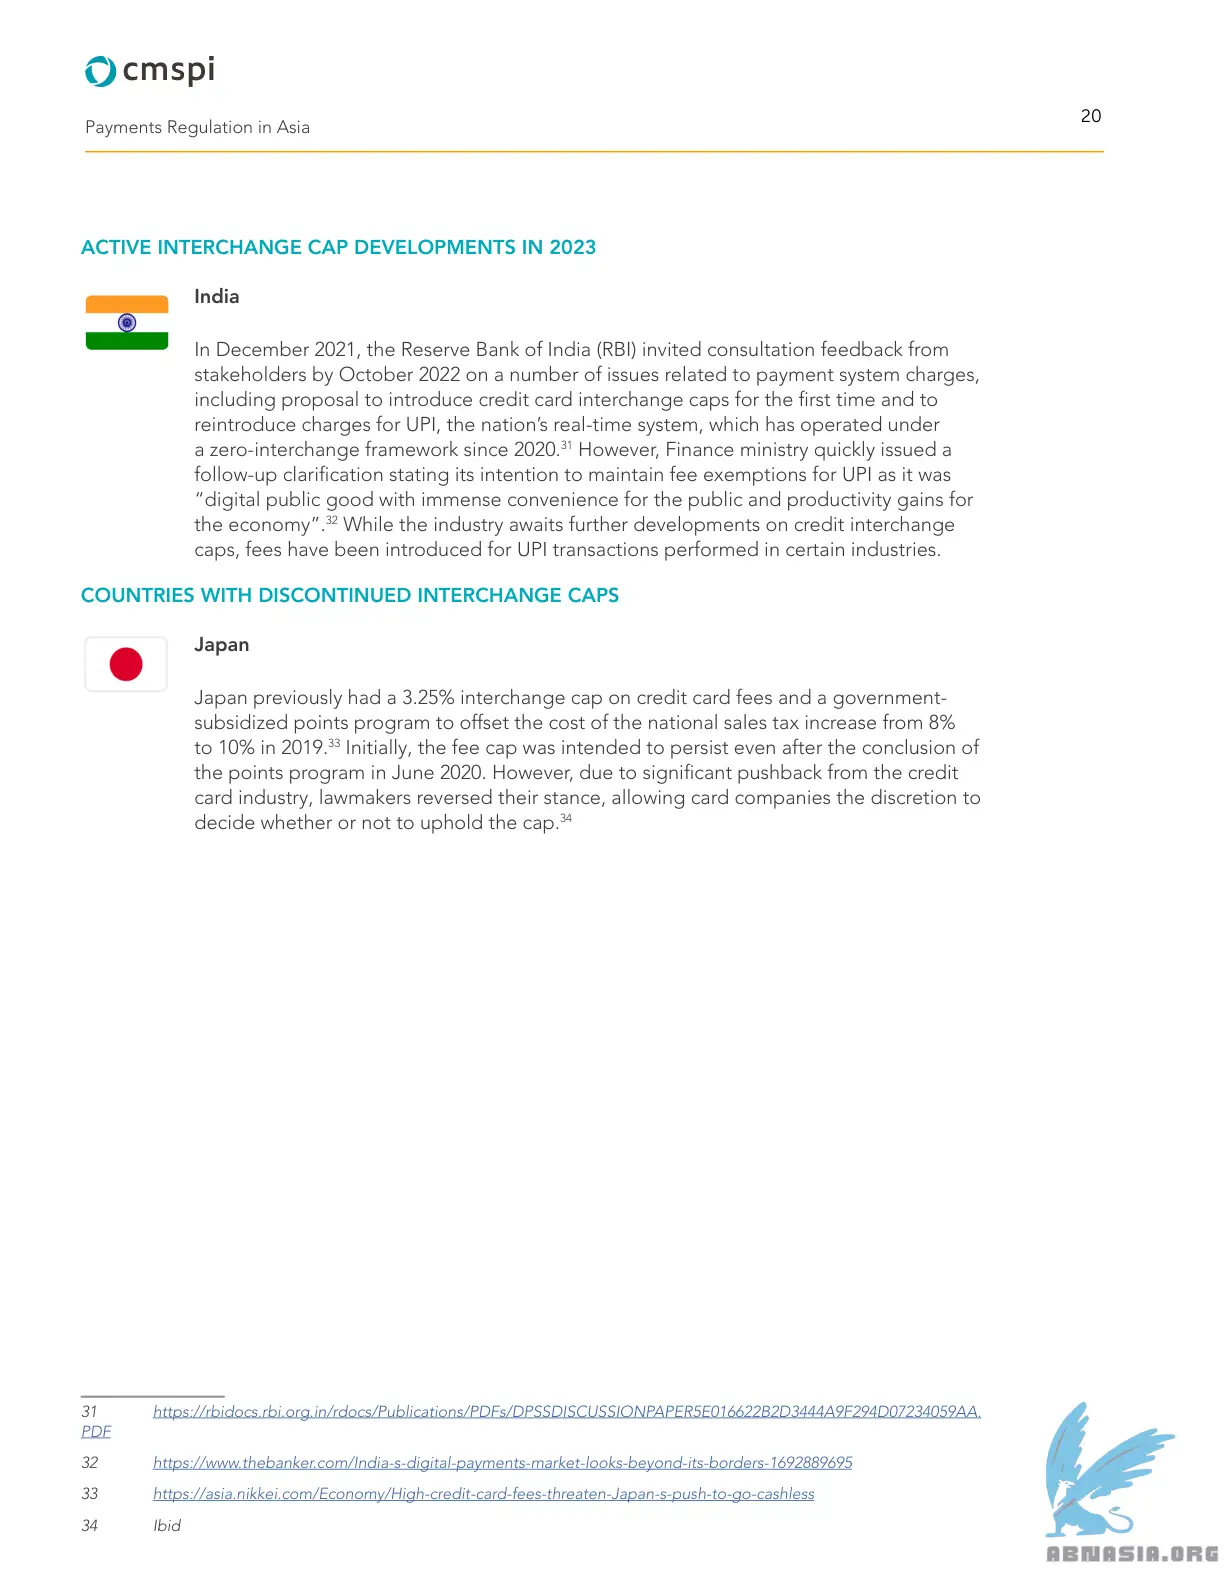 cmspi
Payments Regulation in Asia
20
ACTIVE INTERCHANGE CAP DEVELOPMENTS IN 2023
India
In December 2021, the Reserve Bank of India (RBI) invited consultation feedback from
stakeholders by October 2022 on a number of issues related to payment system charges,
including proposal to introduce credit card interchange caps for the first time and to
reintroduce charges for UPI, the nation’s real-time system, which has operated under
a zero-interchange framework since 2020.31 However, Finance ministry quickly issued a
follow-up clarification stating its intention to maintain fee exemptions for UPI as it was
“digital public good with immense convenience for the public and productivity gains for
the economy”.32 While the industry awaits further developments on credit interchange
caps, fees have been introduced for UPI transactions performed in certain industries.
COUNTRIES WITH DISCONTINUED INTERCHANGE CAPS
Japan
Japan previously had a 3.25% interchange cap on credit card fees and a government-
subsidized points program to offset the cost of the national sales tax increase from 8%
to 10% in 2019.33 Initially, the fee cap was intended to persist even after the conclusion of
the points program in June 2020. However, due to significant pushback from the credit
card industry, lawmakers reversed their stance, allowing card companies the discretion to
decide whether or not to uphold the cap.34
31 https://rbidocs.rbi.org.in/rdocs/Publications/PDFs/DPSSDISCUSSIONPAPER5E016622B2D3444A9F294D07234059AA.
PDF
32 https://www.thebanker.com/India-s-digital-payments-market-looks-beyond-its-borders-1692889695
33 https://asia.nikkei.com/Economy/High-credit-card-fees-threaten-Japan-s-push-to-go-cashless
34 Ibid
ABNASIA.ORG